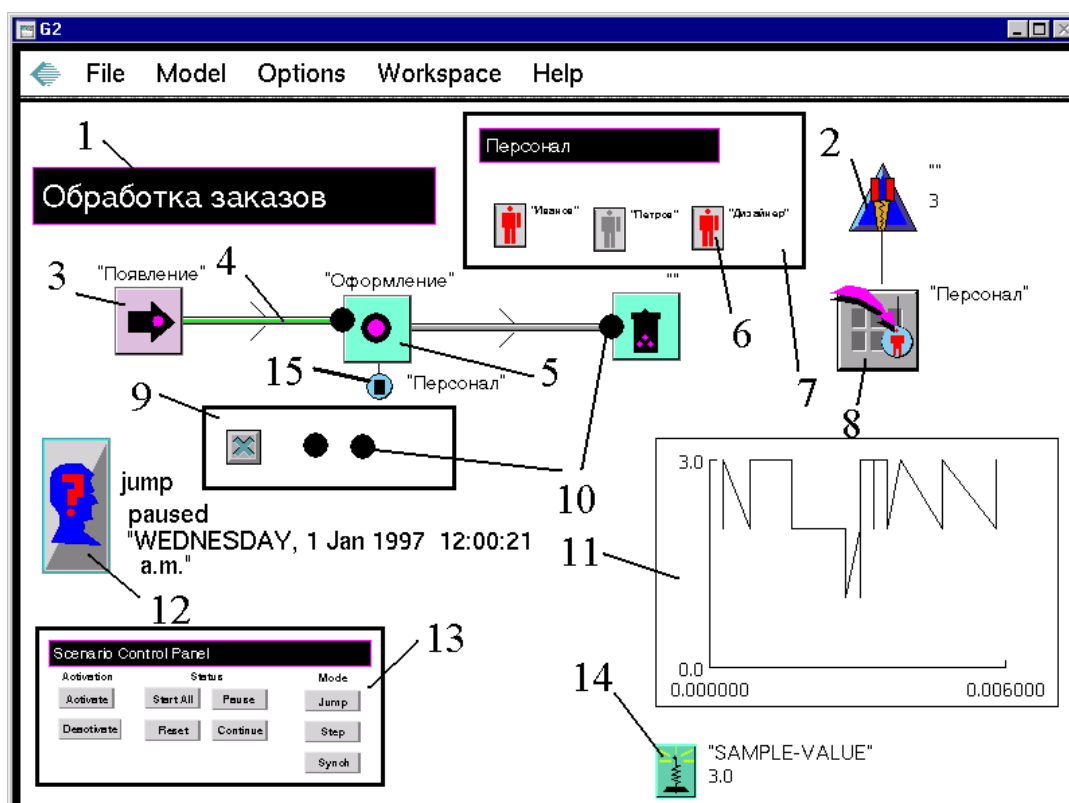 G2
File Model Options Workspace Help
1
Обработка заказов
Персонал
"Иванов" "Петров" "Дизайнер"
2
""
3
3
"Появление"
4
"Оформление"
""
6
7
"Персонал"
8
5
15
"Персонал"
9
10
jump
paused
"WEDNESDAY, 1 Jan 1997 12:00:21
a.m."
12
3.0
11
0.0
0.000000 0.006000
Scenario Control Panel
Activation Status Mode
Activate Start All Pause Jump
Deactivate Reset Continue Step
Synch
13
14
"SAMPLE-VALUE"
3.0